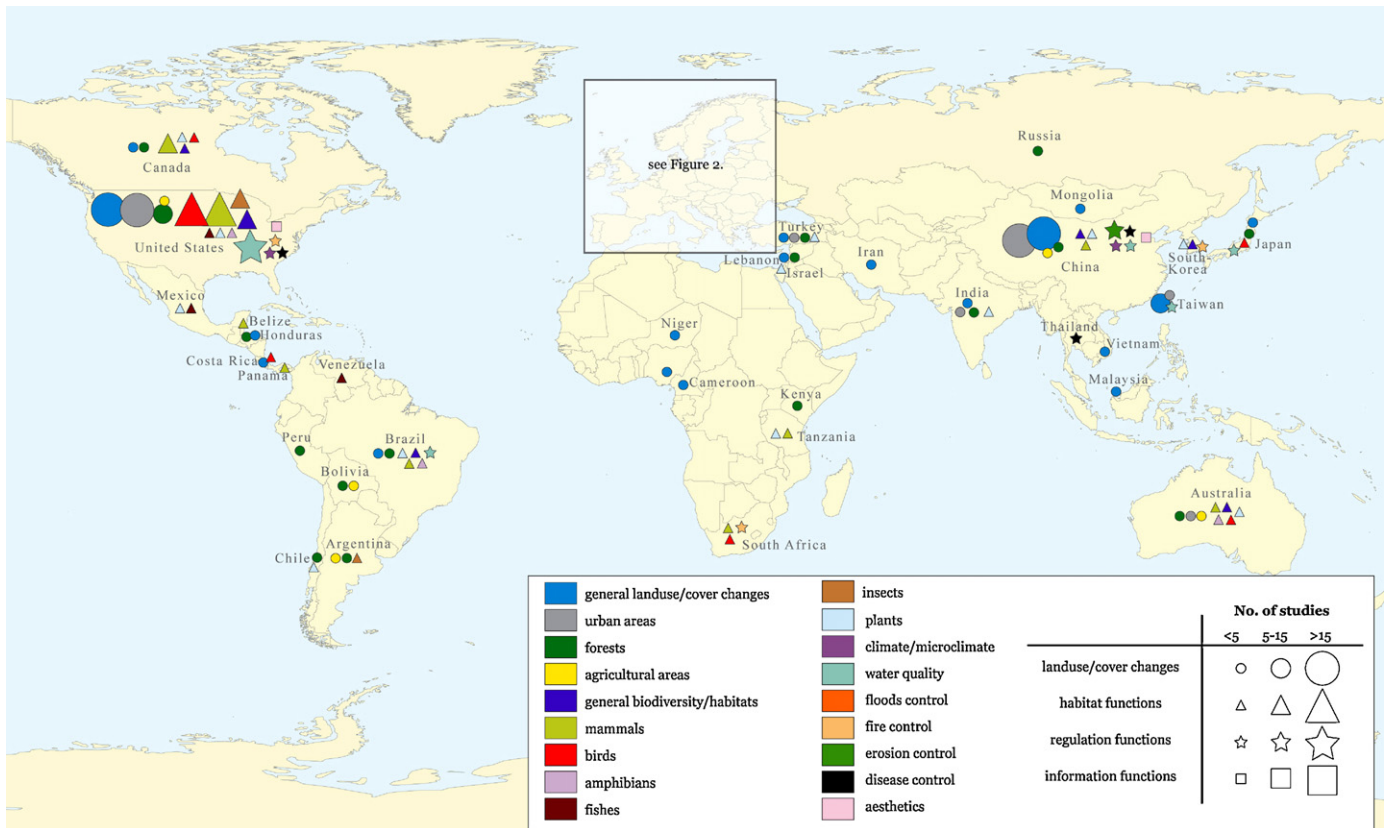 Russia
Canada
see Figure 2.
Mongolia
United States
Turkey
Lebanon
Israel
Iran
China
South-
Korea
Japan
Mexico
India
Taiwan
Belize
Honduras
Niger
Thailand
Costa Rica
Panama
Venezuela
Vietnam
Cameroon
Malaysia
Kenya
Peru
Brazil
Tanzania
Bolivia
Australia
Chile
Argentina
South Africa
general landuse/cover changes
urban areas
forests
agricultural areas
general biodiversity/habitats
mammals
birds
amphibians
fishes
insects
plants
climate/microclimate
water quality
floods control
fire control
erosion control
disease control
aesthetics
No. of studies
<5 5-15 >15
landuse/cover changes
habitat functions
regulation functions
information functions